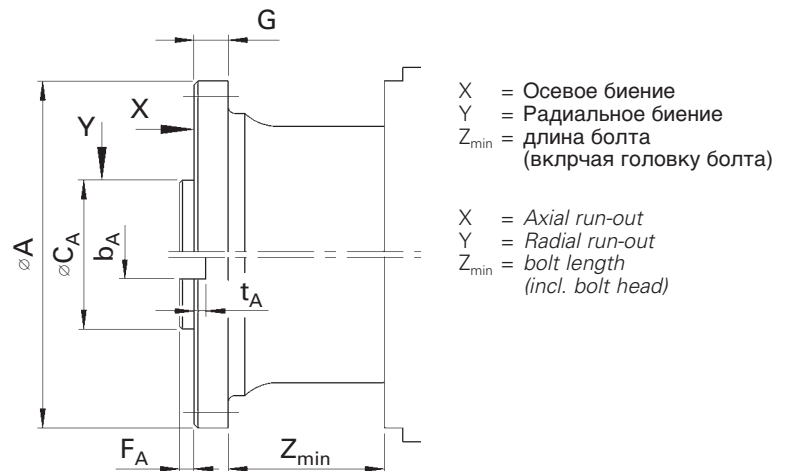 G
X
Y
⌀A
⌀C_A
b_A
t_A
F_A
Z_min
X = Осевое биение
Y = Радиальное биение
Z_min = длина болта
(вклрчая головку болта)
X = Axial run-out
Y = Radial run-out
Z_min = bolt length
(incl. bolt head)